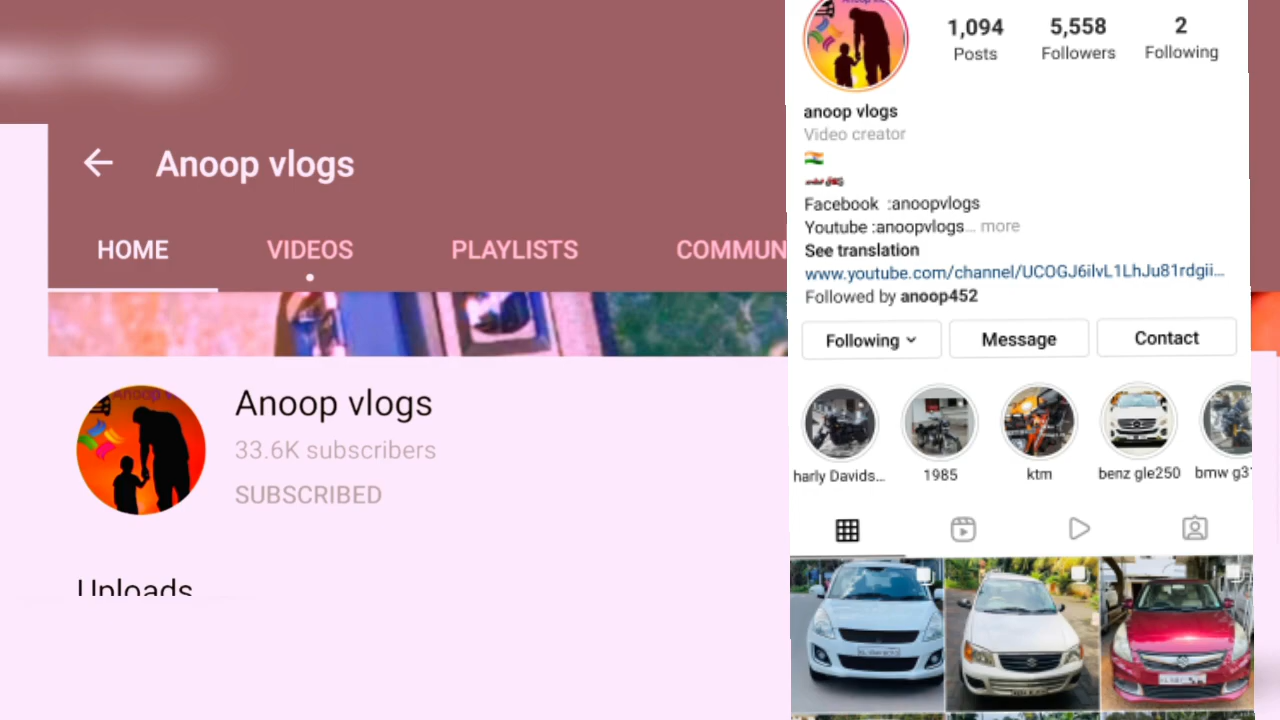 Anoop vlogs
HOME
VIDEOS
PLAYLISTS
COMMUN
Anoop vlogs
33.6K subscribers
SUBSCRIBED
Uploads
1,094
Posts
5,558
Followers
2
Following
anoop vlogs
Video creator
Facebook :anoopvlogs
Youtube :anoopvlogs... more
See translation
www.youtube.com/channel/UCOGJ6ilvL1LhJu81rdgii...
Followed by anoop452
Following
Message
Contact
harly Davids...
1985
ktm
benz gle250
bmw g31